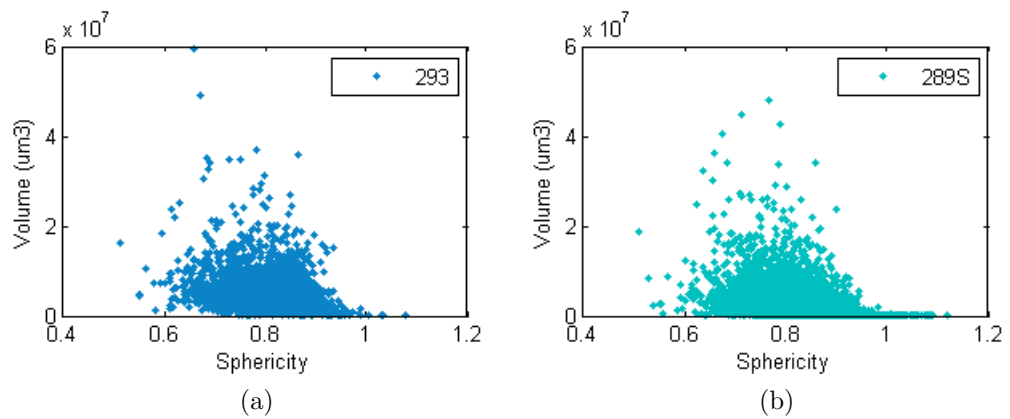 x 10^7
6
4
2
0
Volume (um3)
0.4 0.6 0.8 1 1.2
Sphericity
293
(a)
x 10^7
6
4
2
0
Volume (um3)
0.4 0.6 0.8 1 1.2
Sphericity
289S
(b)